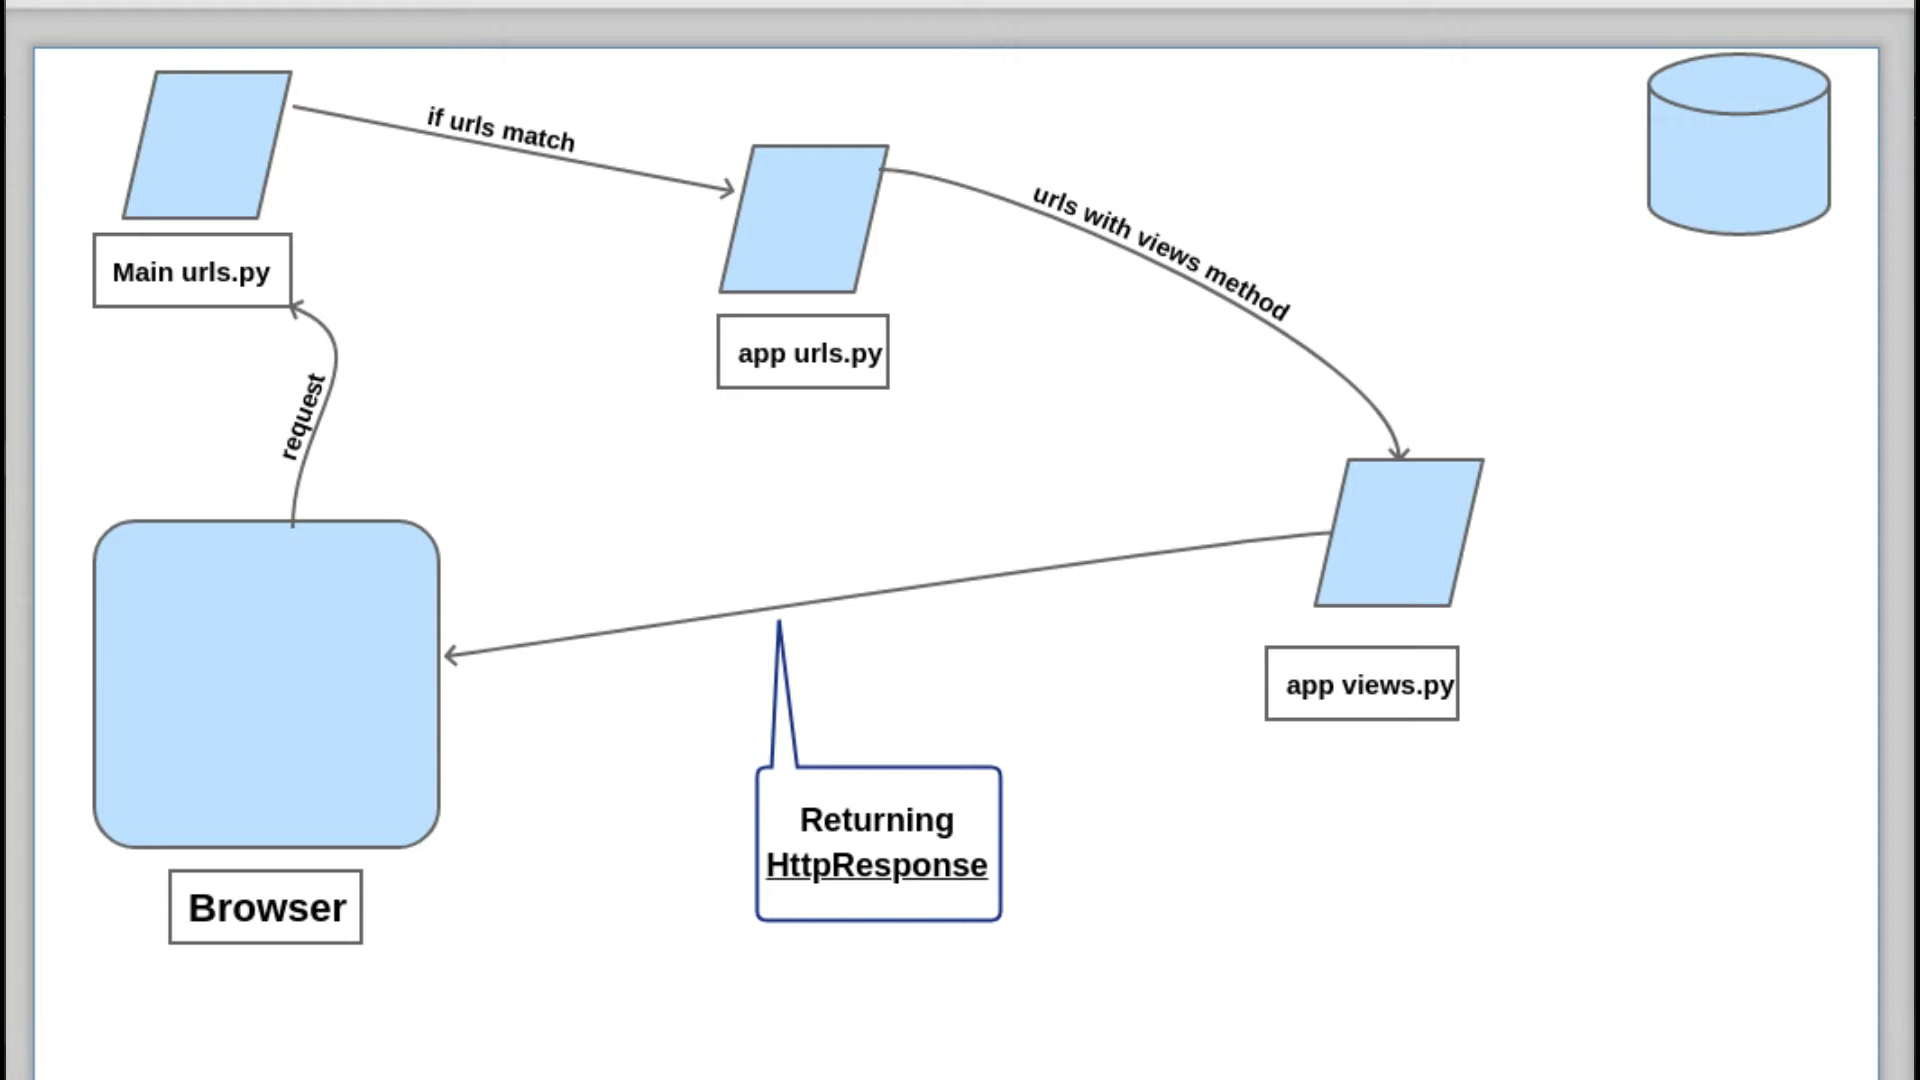 if urls match
urls with views method
Main urls.py
app urls.py
request
app views.py
Returning
HttpResponse
Browser